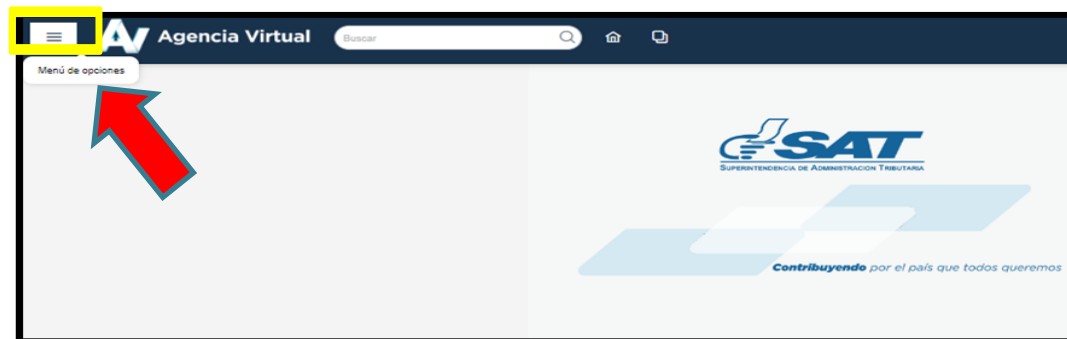 Agencia Virtual
Buscar
Menú de opciones
SAT
SUPERINTENDENCIA DE ADMINISTRACIÓN TRIBUTARIA
Contribuyendo por el país que todos queremos